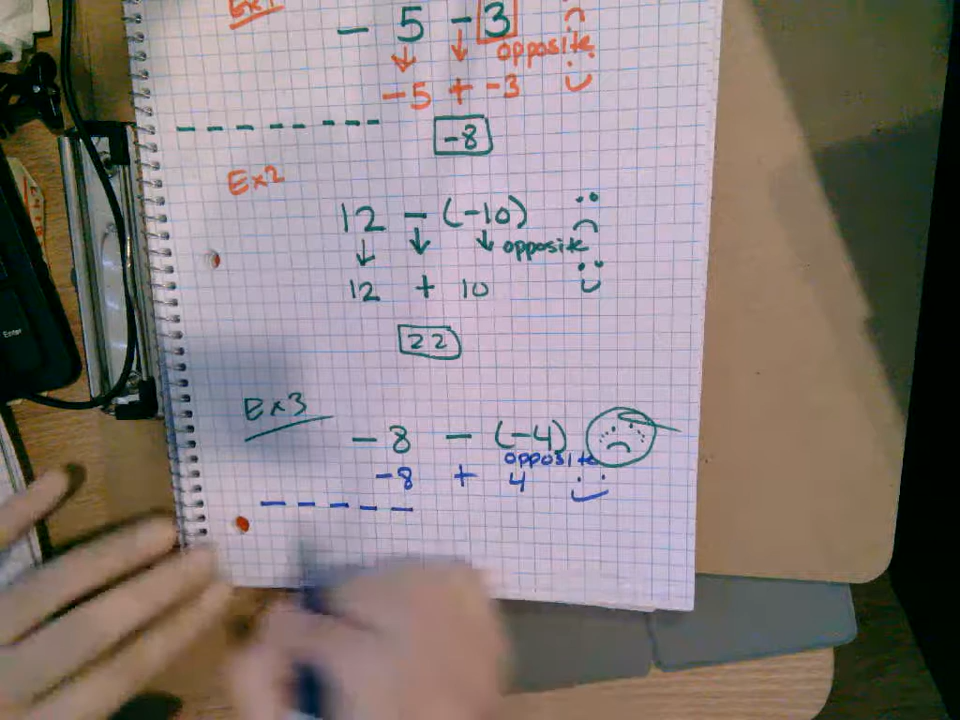 Ex1
- 5 - 3
opposite
-5 + -3
- - - - - - - -
-8
Ex2
12 - (-10)
opposite
12 + 10
22
Ex3
-8 - (-4)
opposite
-8 + 4
- - - - -
Enter